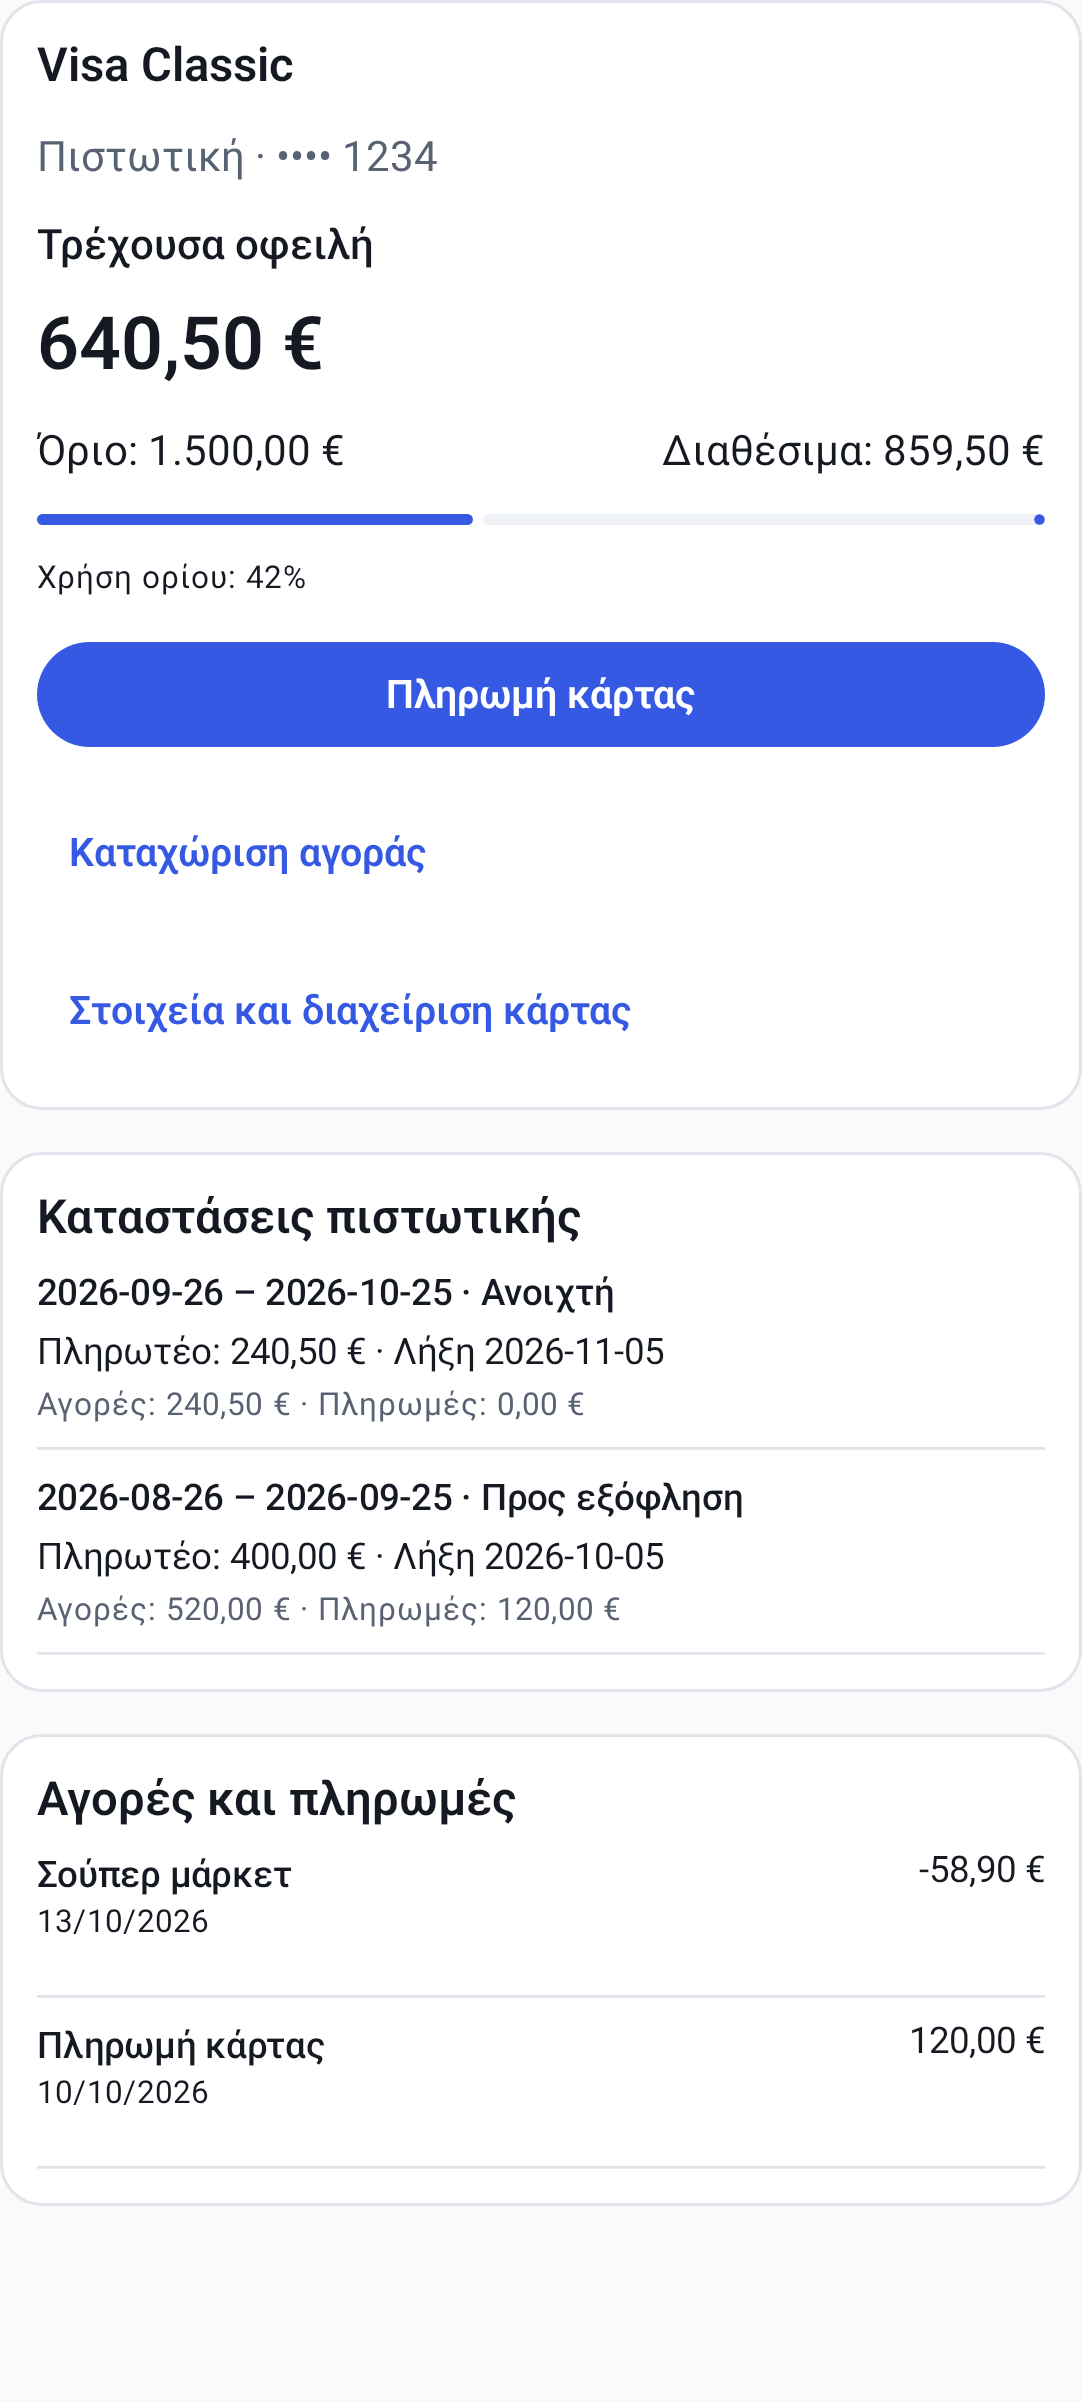 Visa Classic
Πιστωτική · •••• 1234
Τρέχουσα οφειλή
640,50 €
Όριο: 1.500,00 € Διαθέσιμα: 859,50 €
Χρήση ορίου: 42%
Πληρωμή κάρτας
Καταχώριση αγοράς
Στοιχεία και διαχείριση κάρτας
Καταστάσεις πιστωτικής
2026-09-26 – 2026-10-25 · Ανοιχτή
Πληρωτέο: 240,50 € · Λήξη 2026-11-05
Αγορές: 240,50 € · Πληρωμές: 0,00 €
2026-08-26 – 2026-09-25 · Προς εξόφληση
Πληρωτέο: 400,00 € · Λήξη 2026-10-05
Αγορές: 520,00 € · Πληρωμές: 120,00 €
Αγορές και πληρωμές
Σούπερ μάρκετ -58,90 €
13/10/2026
Πληρωμή κάρτας 120,00 €
10/10/2026